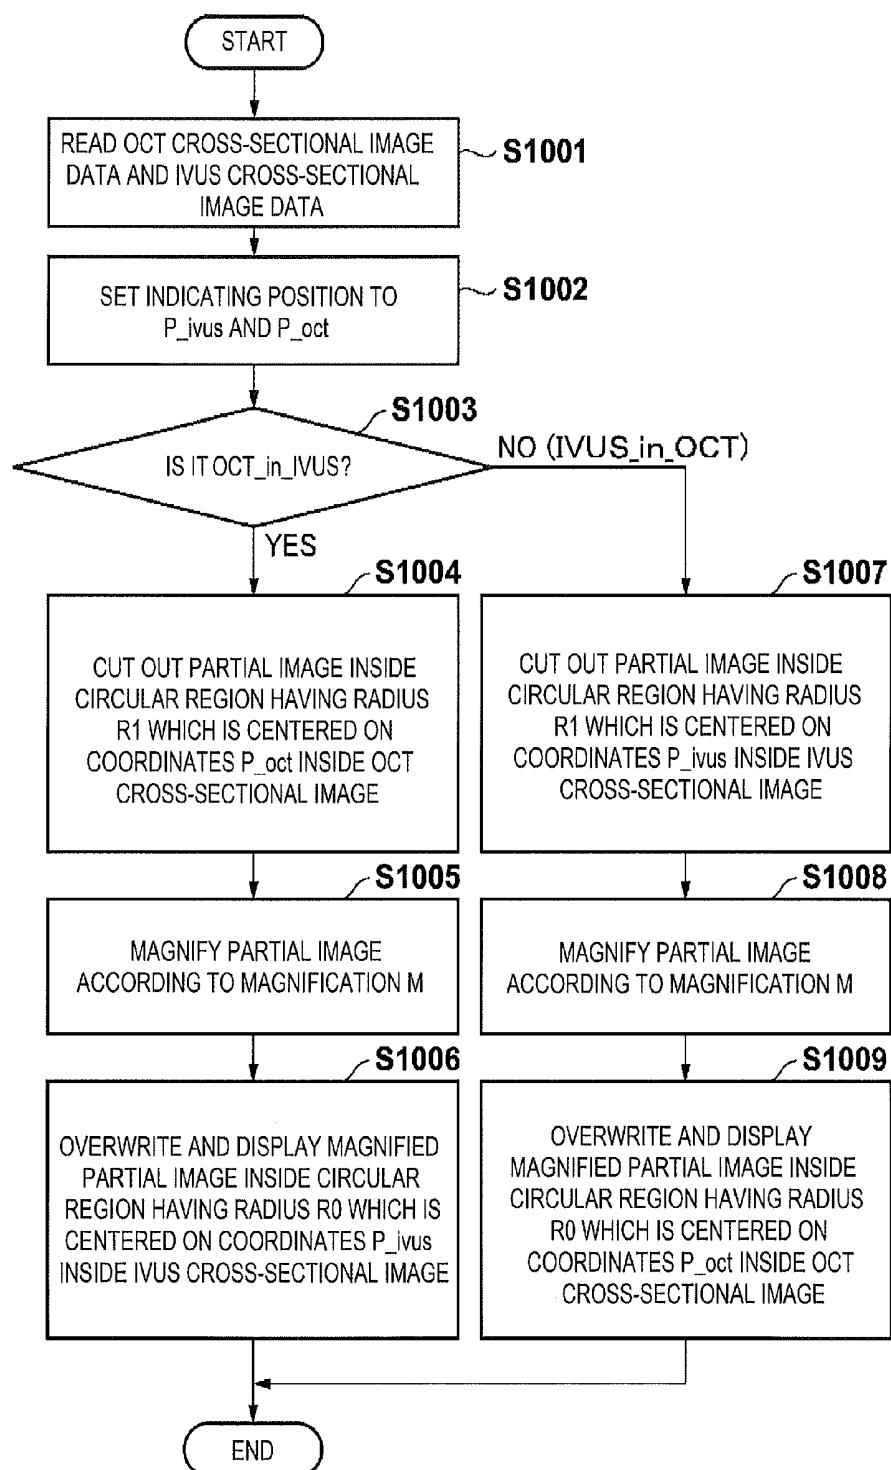 START
READ OCT CROSS-SECTIONAL IMAGE
DATA AND IVUS CROSS-SECTIONAL
IMAGE DATA
S1001
SET INDICATING POSITION TO
P_ivus AND P_oct
S1002
S1003
IS IT OCT_in_IVUS?
NO (IVUS_in_OCT)
YES
S1004
CUT OUT PARTIAL IMAGE INSIDE
CIRCULAR REGION HAVING RADIUS
R1 WHICH IS CENTERED ON
COORDINATES P_oct INSIDE OCT
CROSS-SECTIONAL IMAGE
S1007
CUT OUT PARTIAL IMAGE INSIDE
CIRCULAR REGION HAVING RADIUS
R1 WHICH IS CENTERED ON
COORDINATES P_ivus INSIDE IVUS
CROSS-SECTIONAL IMAGE
S1005
MAGNIFY PARTIAL IMAGE
ACCORDING TO MAGNIFICATION M
S1008
MAGNIFY PARTIAL IMAGE
ACCORDING TO MAGNIFICATION M
S1006
OVERWRITE AND DISPLAY MAGNIFIED
PARTIAL IMAGE INSIDE CIRCULAR
REGION HAVING RADIUS R0 WHICH IS
CENTERED ON COORDINATES P_ivus
INSIDE IVUS CROSS-SECTIONAL IMAGE
S1009
OVERWRITE AND DISPLAY
MAGNIFIED PARTIAL IMAGE INSIDE
CIRCULAR REGION HAVING RADIUS
R0 WHICH IS CENTERED ON
COORDINATES P_oct INSIDE OCT
CROSS-SECTIONAL IMAGE
END